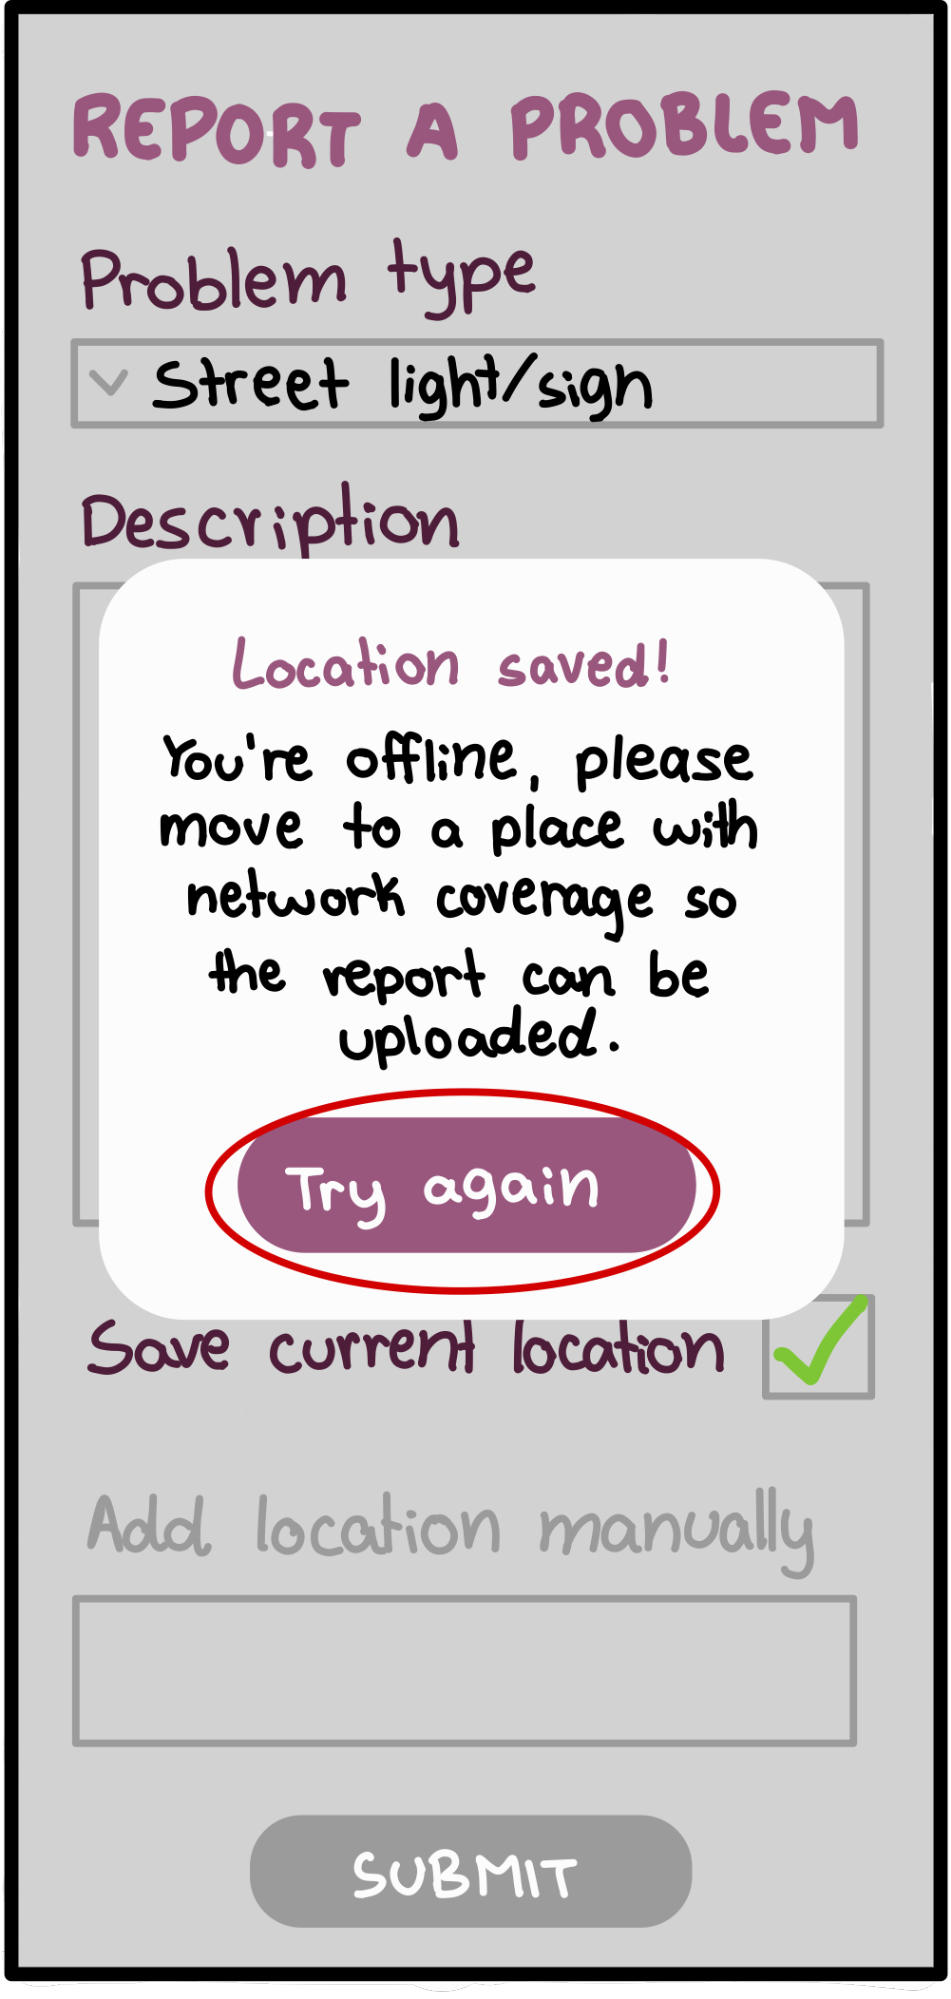 REPORT A PROBLEM
Problem type
Street light/sign
Description
Location saved!
You're offline, please
move to a place with
network coverage so
the report can be
uploaded.
Try again
Save current location
Add location manually
SUBMIT